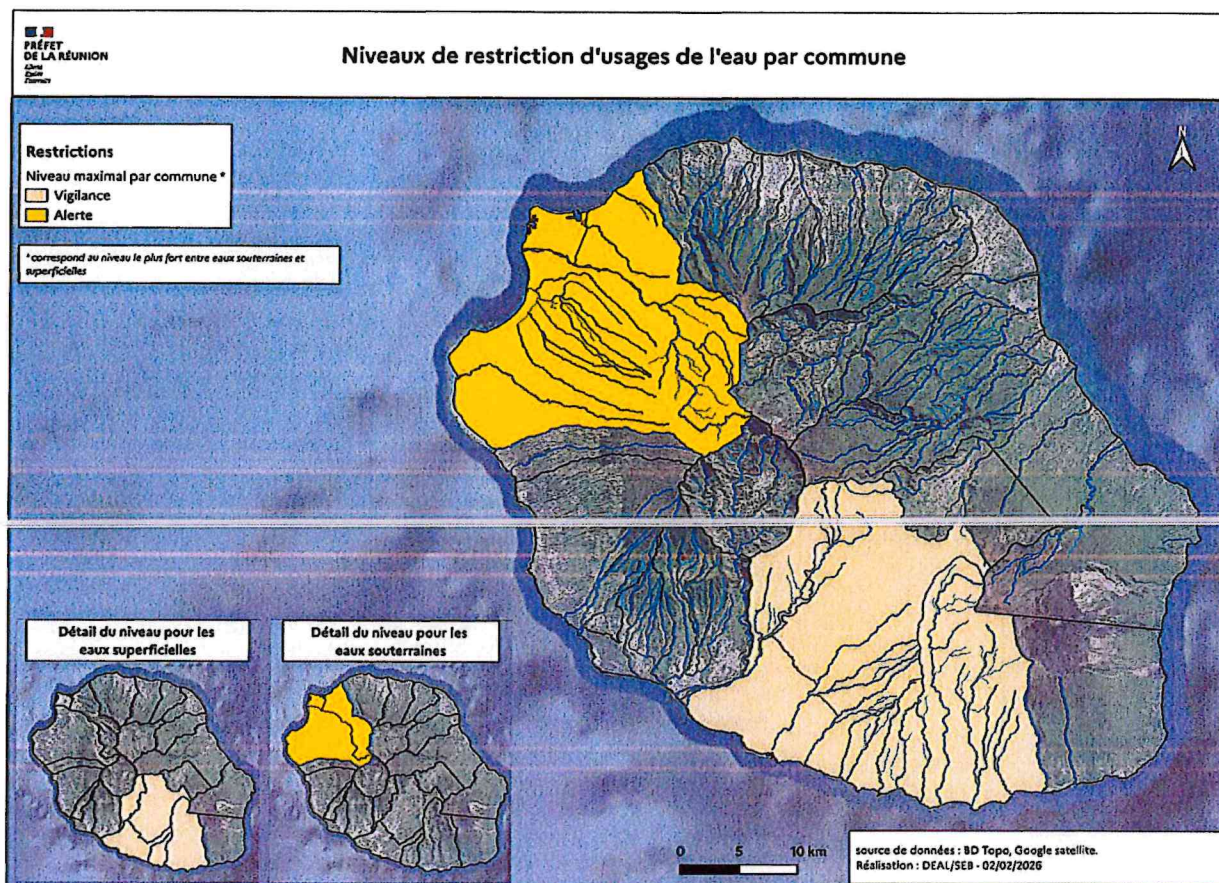 PRÉFET
DE LA RÉUNION
Liberté
Égalité
Fraternité
Niveaux de restriction d'usages de l'eau par commune
N
Restrictions
Niveau maximal par commune *
Vigilance
Alerte
*correspond au niveau le plus fort entre eaux souterraines et
superficielles
Détail du niveau pour les
eaux superficielles
Détail du niveau pour les
eaux souterraines
0 5 10 km
source de données : BD Topo, Google satellite.
Réalisation : DEAL/SEB - 02/02/2026